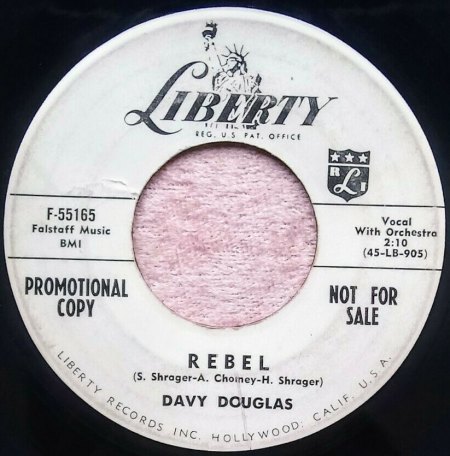 LIBERTY
REG. U.S. PAT. OFFICE
R L I
F-55165
Falstaff Music
BMI
Vocal
With Orchestra
2:10
(45-LB-905)
PROMOTIONAL
COPY
NOT FOR
SALE
REBEL
(S. Shrager-A. Chomey-H. Shrager)
DAVY DOUGLAS
LIBERTY RECORDS INC. HOLLYWOOD, CALIF. U.S.A.